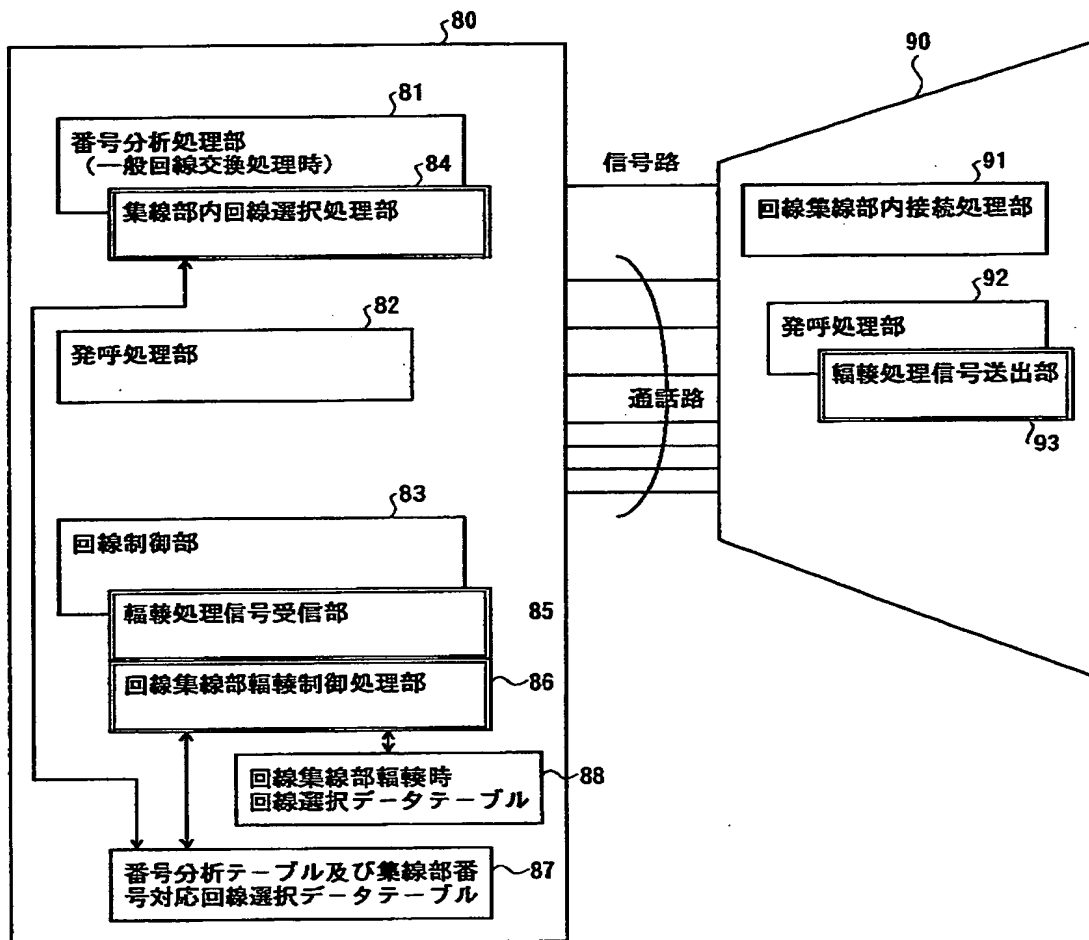 80
81
番号分析処理部
（一般回線交換処理時）
84
集線部内回線選択処理部
82
発呼処理部
83
回線制御部
輻輳処理信号受信部
85
回線集線部輻輳制御処理部
86
回線集線部輻輳時
回線選択データテーブル
88
番号分析テーブル及び集線部番
号対応回線選択データテーブル
87
信号路
通話路
90
91
回線集線部内接続処理部
92
発呼処理部
輻輳処理信号送出部
93